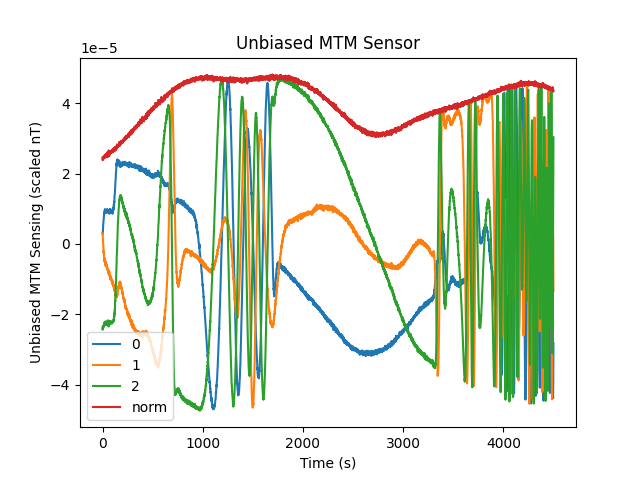 Unbiased MTM Sensor
1e−5
4
2
0
−2
−4
Unbiased MTM Sensing (scaled nT)
0
1
2
norm
0 1000 2000 3000 4000
Time (s)